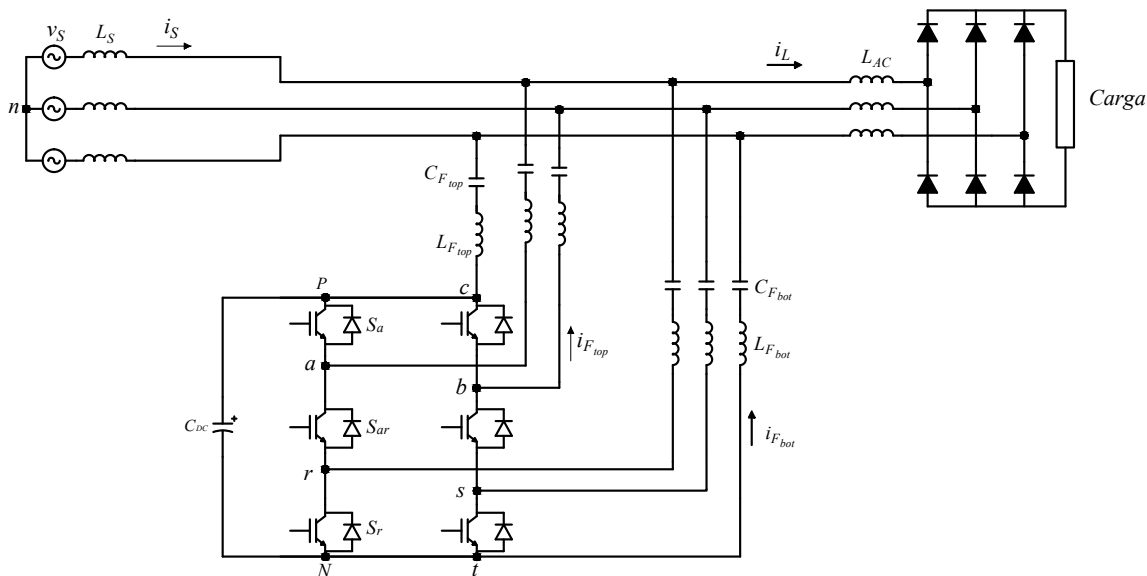 v_S L_S i_S
i_L L_AC
n
Carga
C_F_top
L_F_top
P c
C_F_bot
S_a
i_F_top
L_F_bot
a
b
C_DC +
S_ar
i_F_bot
r
s
S_r
N t